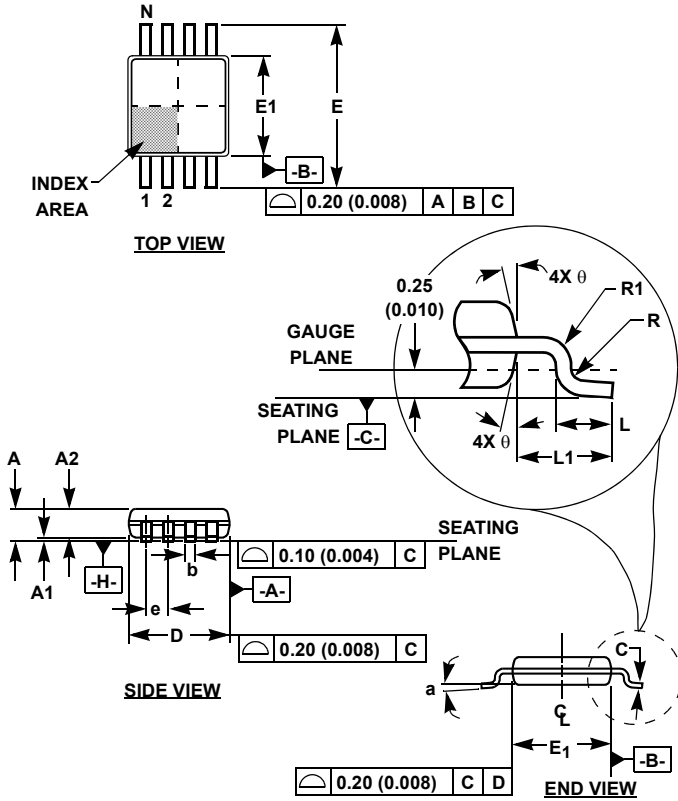 N
E1
E
-B-
INDEX
AREA
1 2
0.20 (0.008) A B C
TOP VIEW
0.25
(0.010)
4X θ
R1
R
GAUGE
PLANE
SEATING
PLANE -C-
4X θ
L
L1
A A2
SEATING
PLANE
A1
-H-
b
0.10 (0.004) C
-A-
e
D
0.20 (0.008) C
SIDE VIEW
a
C
CL
E1
-B-
0.20 (0.008) C D
END VIEW